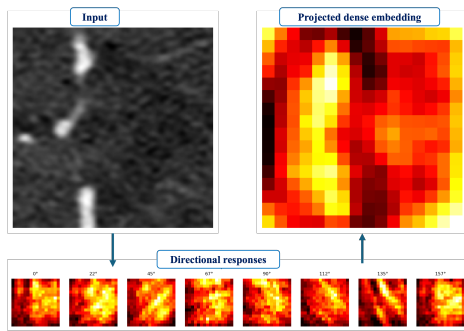 Input
Projected dense embedding
Directional responses
0° 22° 45° 67° 90° 112° 135° 157°